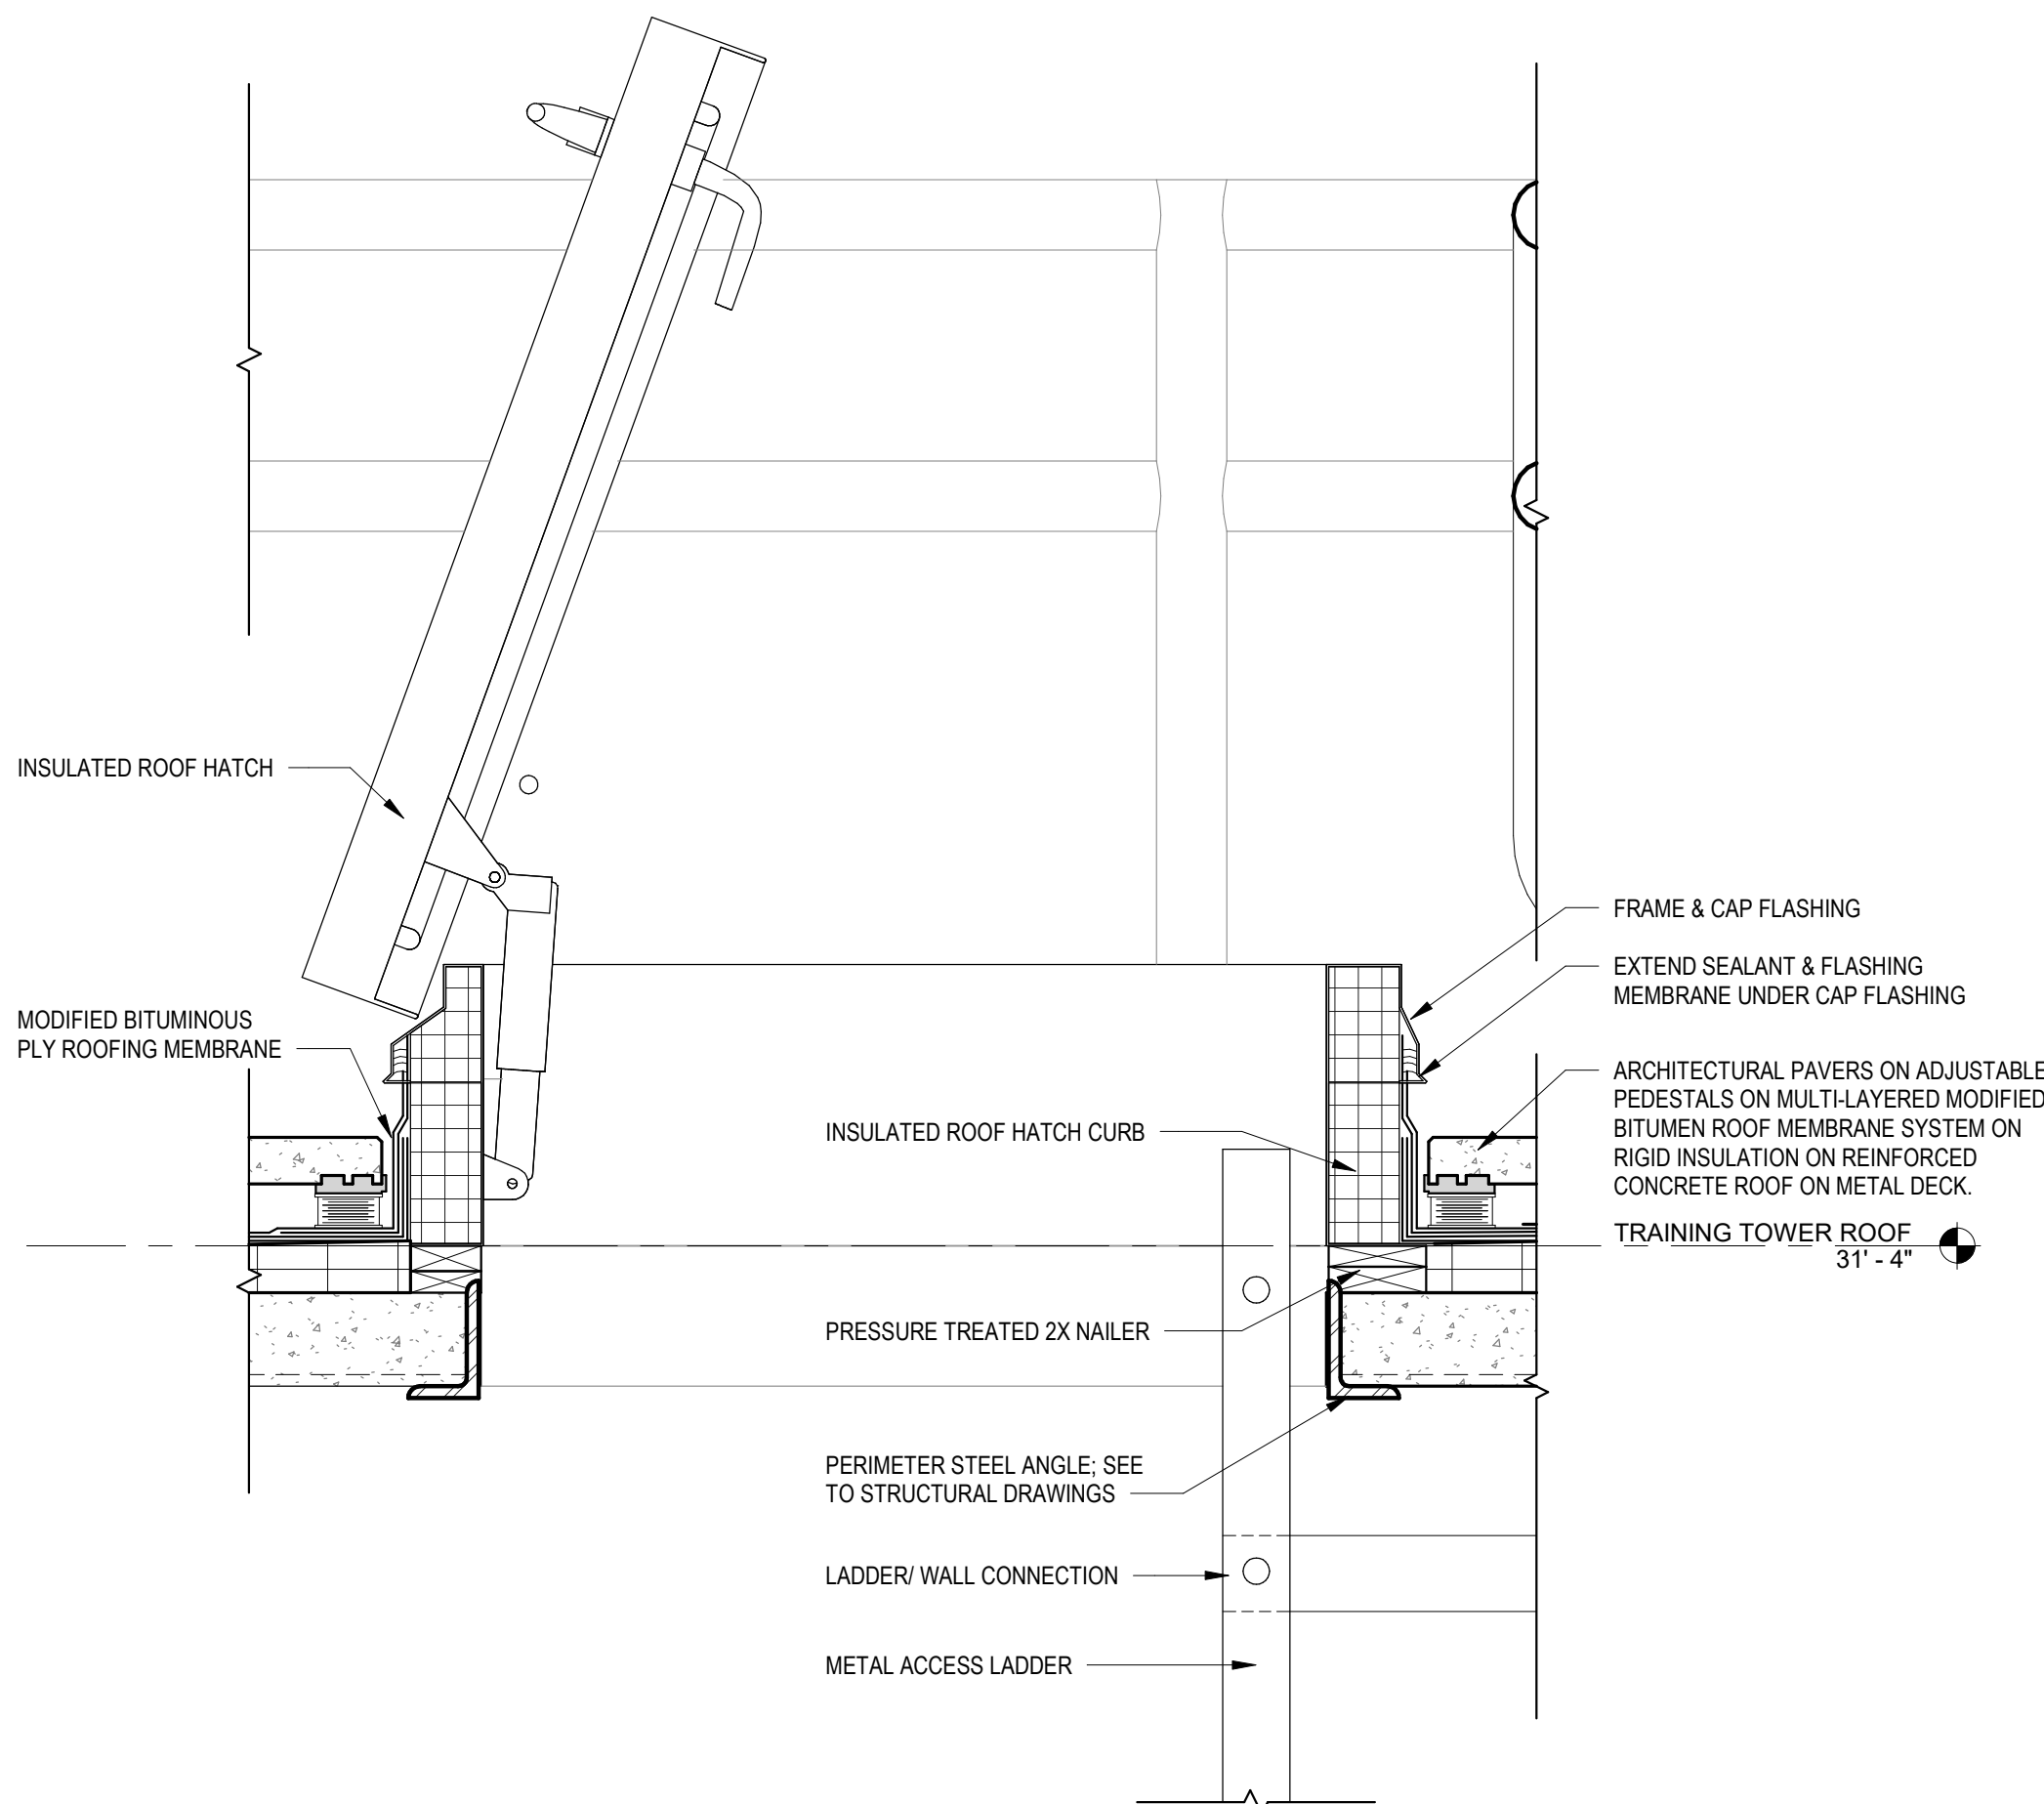 INSULATED ROOF HATCH
MODIFIED BITUMINOUS
PLY ROOFING MEMBRANE
FRAME & CAP FLASHING
EXTEND SEALANT & FLASHING
MEMBRANE UNDER CAP FLASHING
ARCHITECTURAL PAVERS ON ADJUSTABLE
PEDESTALS ON MULTI-LAYERED MODIFIED
BITUMEN ROOF MEMBRANE SYSTEM ON
RIGID INSULATION ON REINFORCED
CONCRETE ROOF ON METAL DECK.
TRAINING TOWER ROOF
31' - 4"
INSULATED ROOF HATCH CURB
PRESSURE TREATED 2X NAILER
PERIMETER STEEL ANGLE; SEE
TO STRUCTURAL DRAWINGS
LADDER/ WALL CONNECTION
METAL ACCESS LADDER